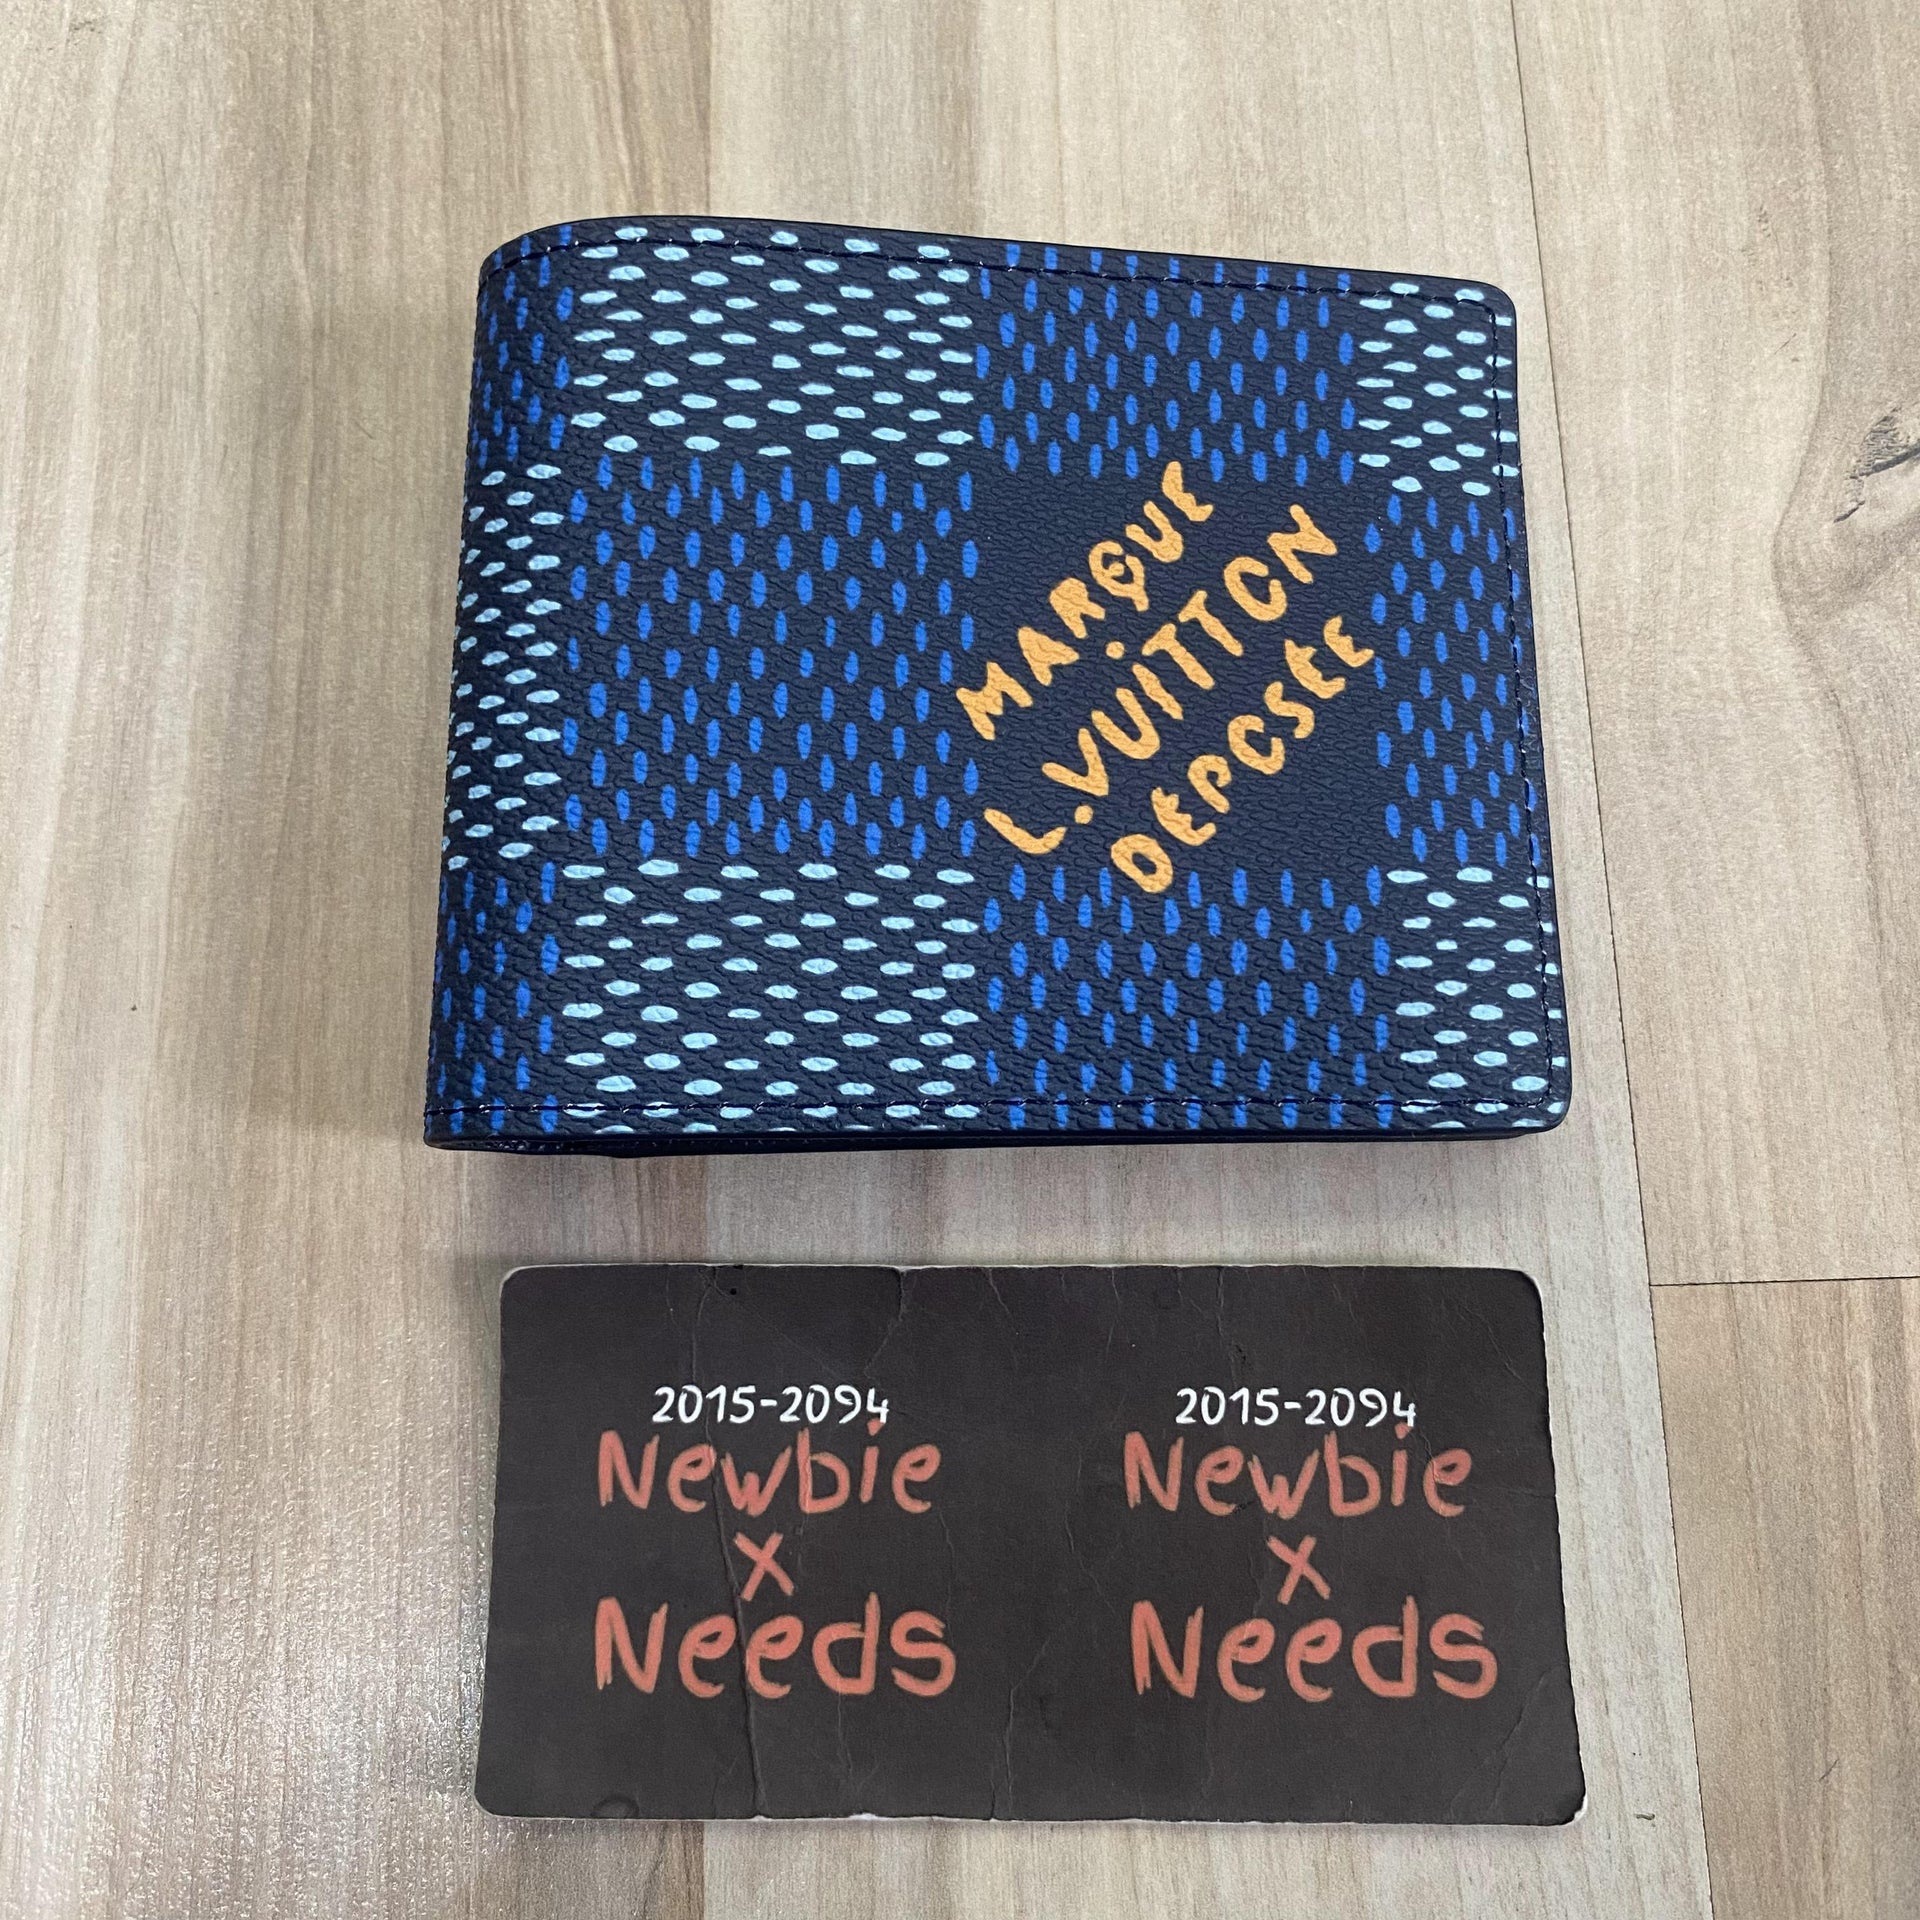 MARQUE
L.VUiTTON
DEPOSEE
2015-2094
Newbie
x
Needs
2015-2094
Newbie
x
Needs